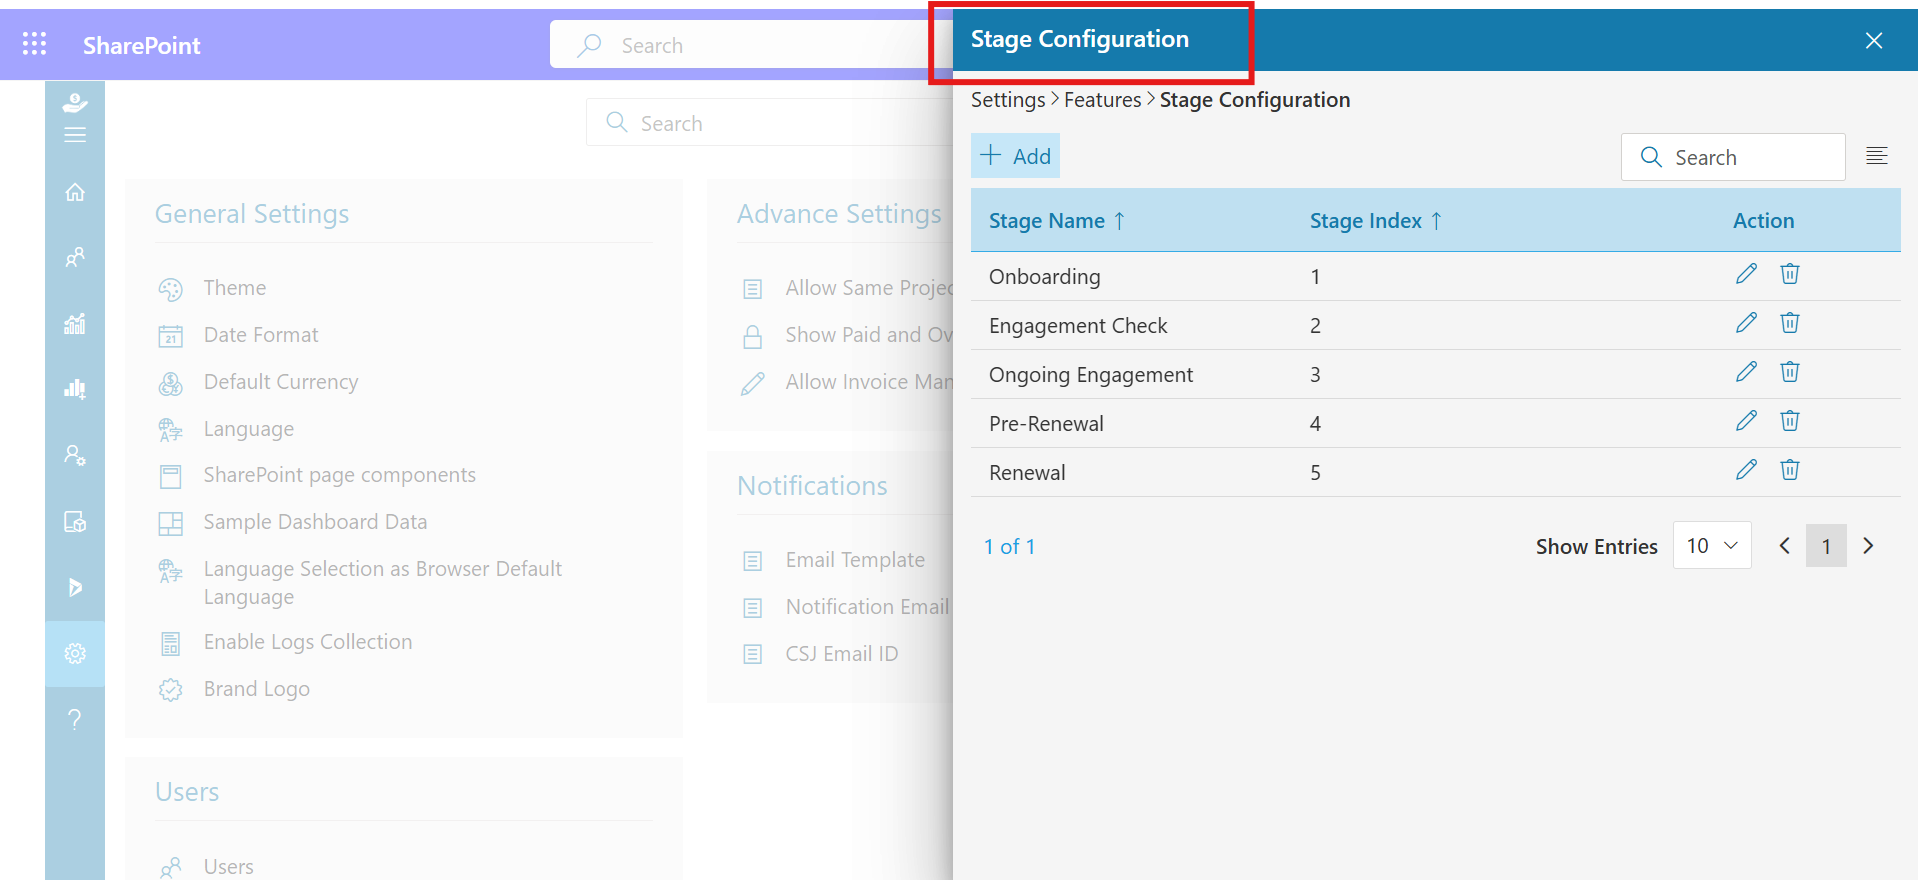 SharePoint
Search
Stage Configuration
Settings > Features > Stage Configuration
Search
Add
Search
General Settings
Theme
Date Format
21
Default Currency
Language
SharePoint page components
Sample Dashboard Data
Language Selection as Browser Default
Language
Enable Logs Collection
Brand Logo
Users
Users
Advance Settings
Allow Same Projec
Show Paid and Ov
Allow Invoice Man
Notifications
Email Template
Notification Email
CSJ Email ID
Stage Name ↑ Stage Index ↑ Action
Onboarding 1
Engagement Check 2
Ongoing Engagement 3
Pre-Renewal 4
Renewal 5
1 of 1 Show Entries 10 < 1 >